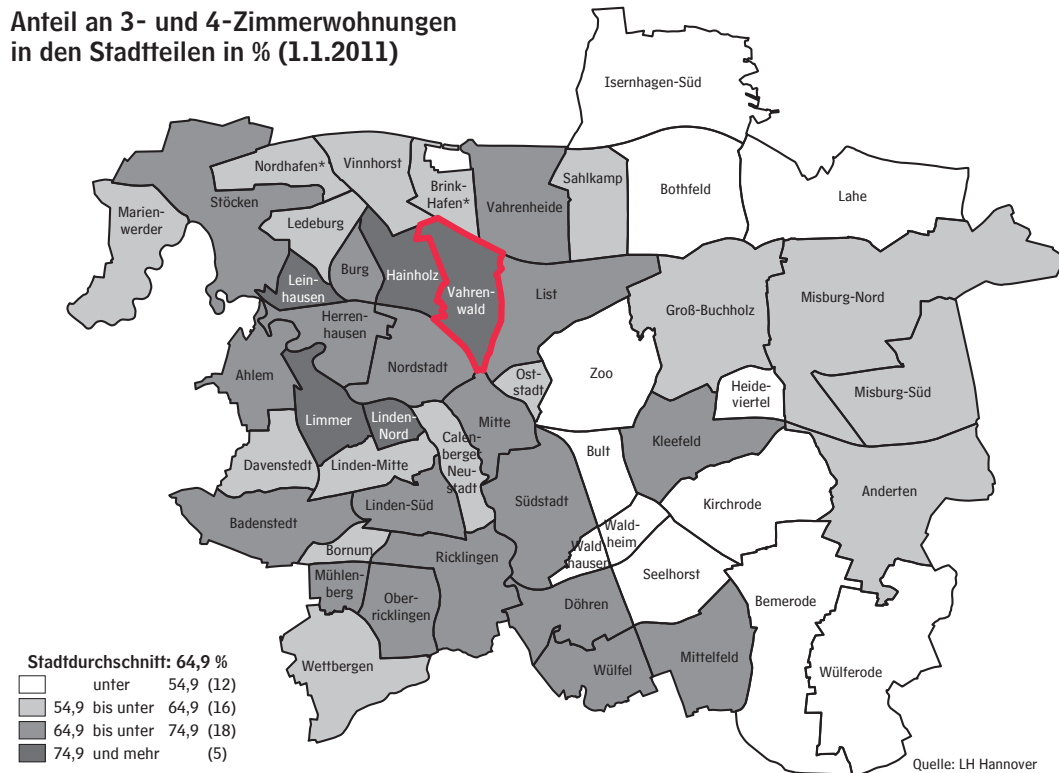 Anteil an 3- und 4-Zimmerwohnungen
in den Stadtteilen in % (1.1.2011)
Isernhagen-Süd
Nordhafen*
Vinnhorst
Brink-
Hafen*
Sahlkamp
Bothfeld
Lahe
Stöcken
Vahrenheide
Marien-
werder
Ledeburg
Burg
Hainholz
Lein-
hausen
Vahren-
wald
List
Groß-Buchholz
Misburg-Nord
Herren-
hausen
Nordstadt
Ost-
stadt
Zoo
Heide-
viertel
Misburg-Süd
Ahlem
Limmer
Linden-
Nord
Mitte
Calen-
berger
Neu-
stadt
Bult
Kleefeld
Davenstedt
Linden-Mitte
Anderten
Linden-Süd
Südstadt
Kirchrode
Badenstedt
Wald-
heim
Bornum
Ricklingen
Wald
hausen
Seelhorst
Mühlen-
berg
Ober-
ricklingen
Döhren
Bemerode
Wettbergen
Wülfel
Mittelfeld
Wülferode
Stadtdurchschnitt: 64,9 %
unter 54,9 (12)
54,9 bis unter 64,9 (16)
64,9 bis unter 74,9 (18)
74,9 und mehr (5)
Quelle: LH Hannover